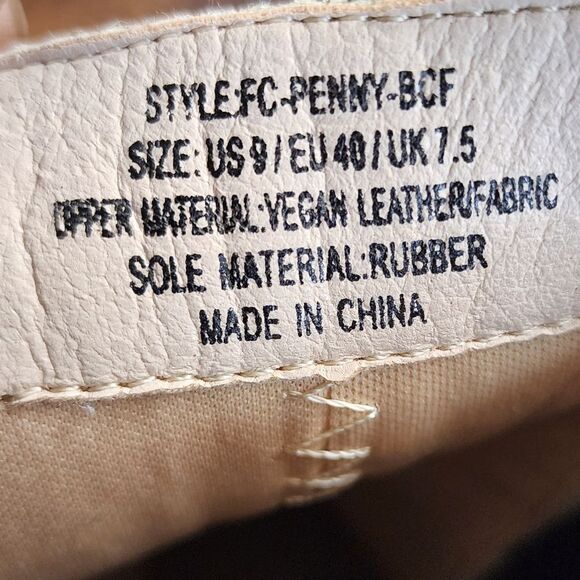 STYLE:FC-PENNY-BCF
SIZE: US 9 / EU 40 / UK 7.5
UPPER MATERIAL:VEGAN LEATHER/FABRIC
SOLE MATERIAL:RUBBER
MADE IN CHINA